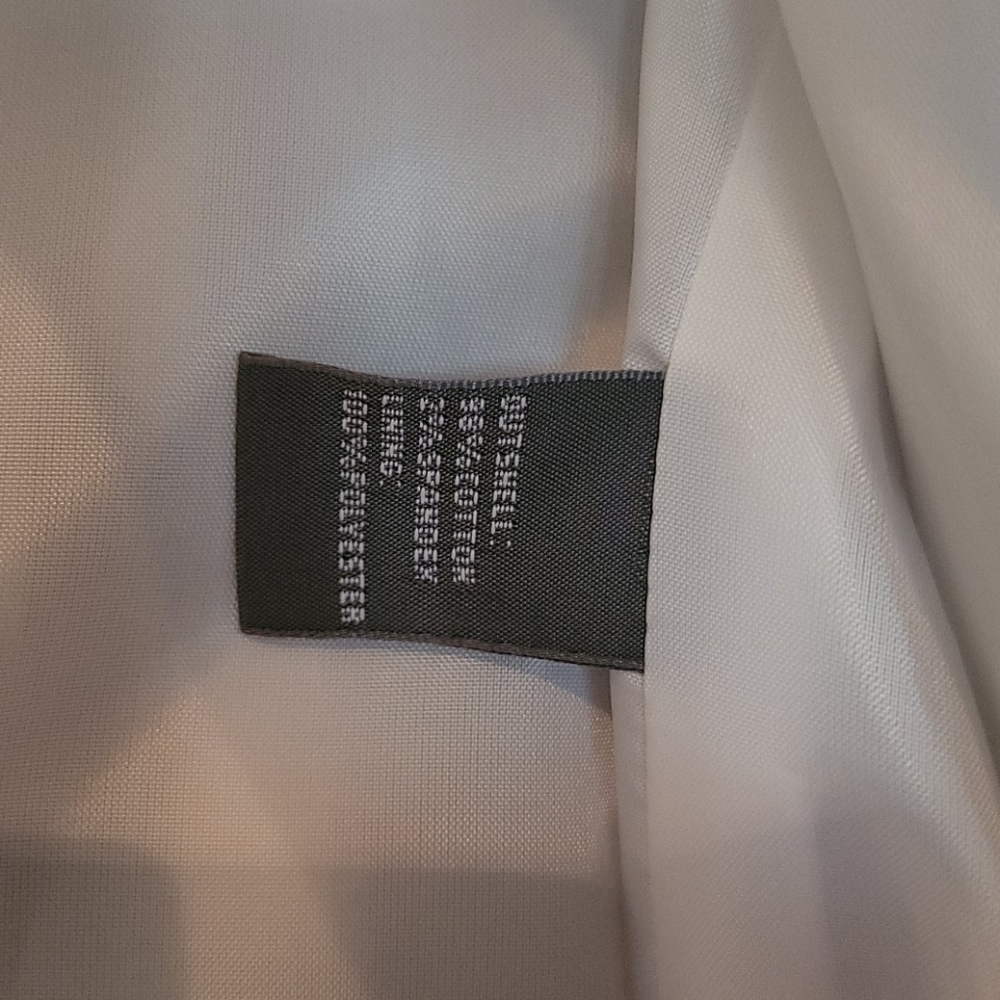 OUTSHELL:
98%COTTON
2%SPANDEX
LINING:
100%POLYESTER